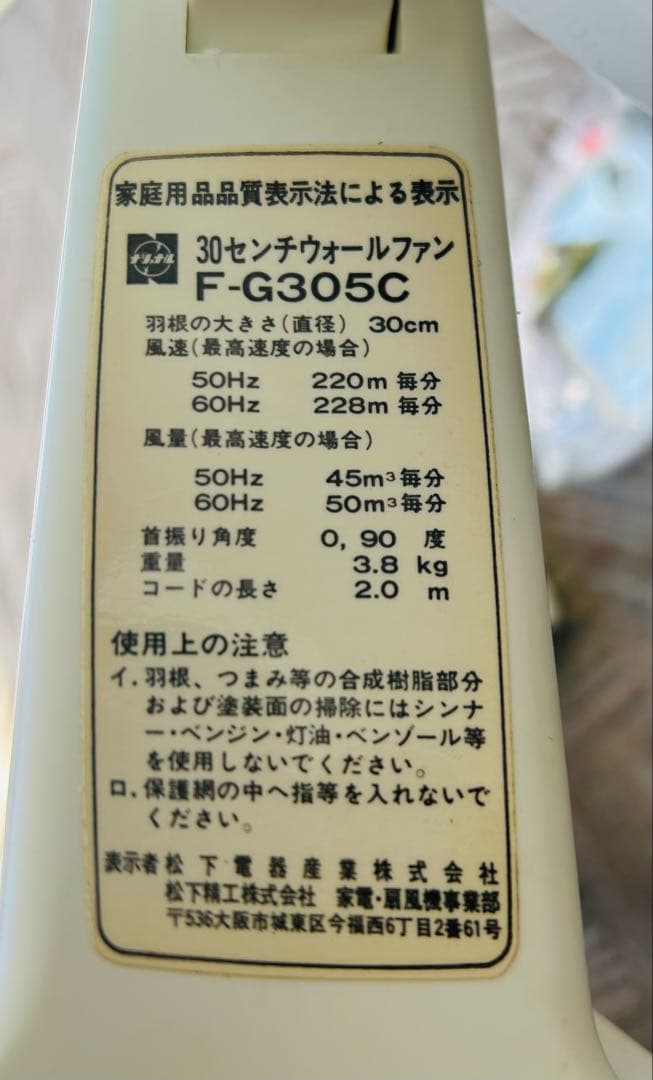 家庭用品品質表示法による表示
ナショナル
30センチウォールファン
F-G305C
羽根の大きさ(直径) 30cm
風速(最高速度の場合)
50Hz 220m 毎分
60Hz 228m 毎分
風量(最高速度の場合)
50Hz 45m³毎分
60Hz 50m³毎分
首振り角度 0, 90 度
重量 3.8 kg
コードの長さ 2.0 m
使用上の注意
イ.羽根、つまみ等の合成樹脂部分
および塗装面の掃除にはシンナ
ー・ベンジン・灯油・ベンゾール等
を使用しないでください。
ロ.保護網の中へ指等を入れないで
ください。
表示者 松下電器産業株式会社
松下精工株式会社 家電・扇風機事業部
〒536大阪市城東区今福西6丁目2番61号